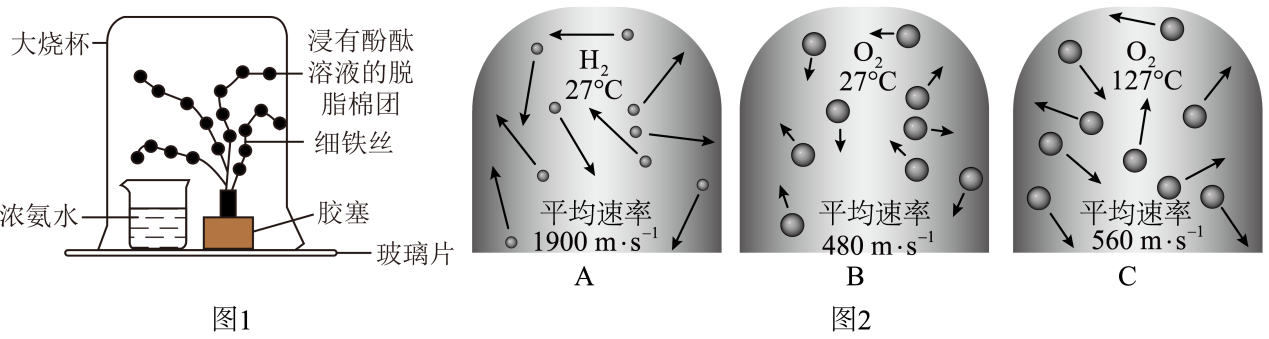 大烧杯
浸有酚酞
溶液的脱
脂棉团
细铁丝
浓氨水
胶塞
玻璃片
图1
H₂
27℃
平均速率
1900 m·s⁻¹
A
O₂
27℃
平均速率
480 m·s⁻¹
B
O₂
127℃
平均速率
560 m·s⁻¹
C
图2